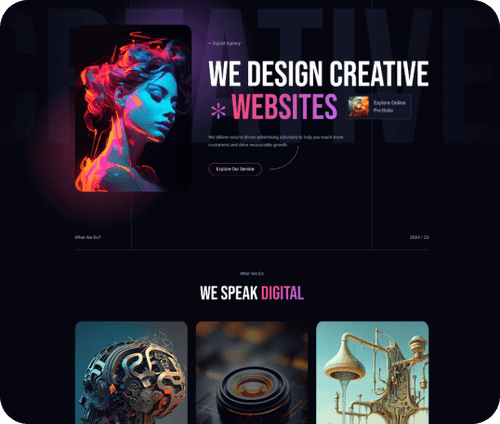 CREATIVE
• Digital Agency
WE DESIGN CREATIVE
* WEBSITES
Explore Online
Portfolio
We deliver results-driven advertising solutions to help you reach more
customers and drive measurable growth.
Explore Our Service
What We Do?
2024 / 25
What We Do
WE SPEAK DIGITAL